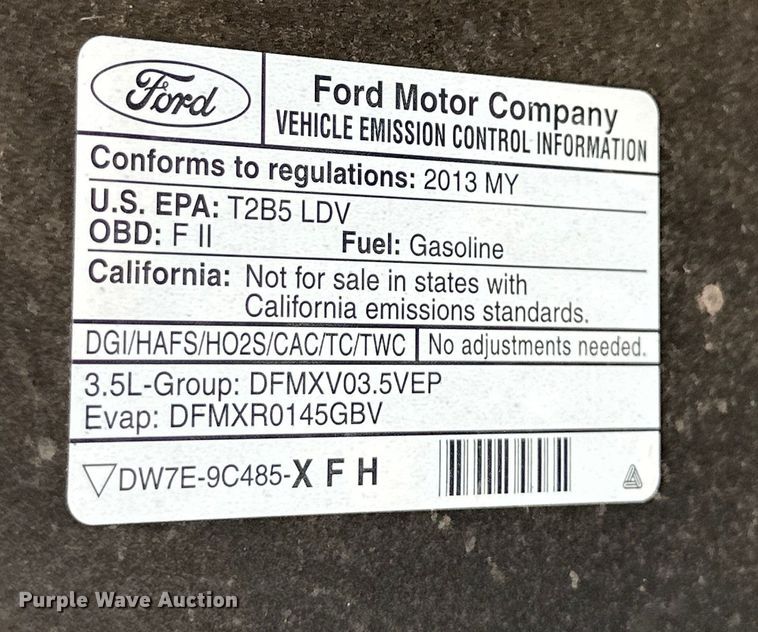 Ford
Ford Motor Company
VEHICLE EMISSION CONTROL INFORMATION
Conforms to regulations: 2013 MY
U.S. EPA: T2B5 LDV
OBD: F II Fuel: Gasoline
California: Not for sale in states with
California emissions standards.
DGI/HAFS/HO2S/CAC/TC/TWC No adjustments needed.
3.5L-Group: DFMXV03.5VEP
Evap: DFMXR0145GBV
DW7E-9C485-X F H
Purple Wave Auction